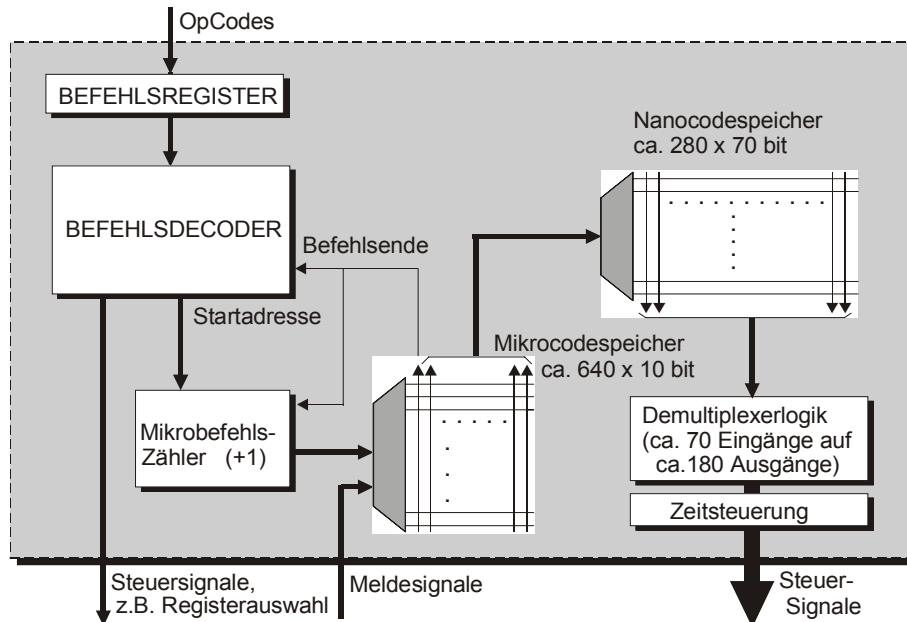 OpCodes
BEFEHLSREGISTER
BEFEHLSDECODER
Befehlsende
Startadresse
Mikrobefehls-
Zähler (+1)
Nanocodespeicher
ca. 280 x 70 bit
Mikrocodespeicher
ca. 640 x 10 bit
Demultiplexerlogik
(ca. 70 Eingänge auf
ca.180 Ausgänge)
Zeitsteuerung
Steuersignale,
z.B. Registerauswahl
Meldesignale
Steuer-
Signale